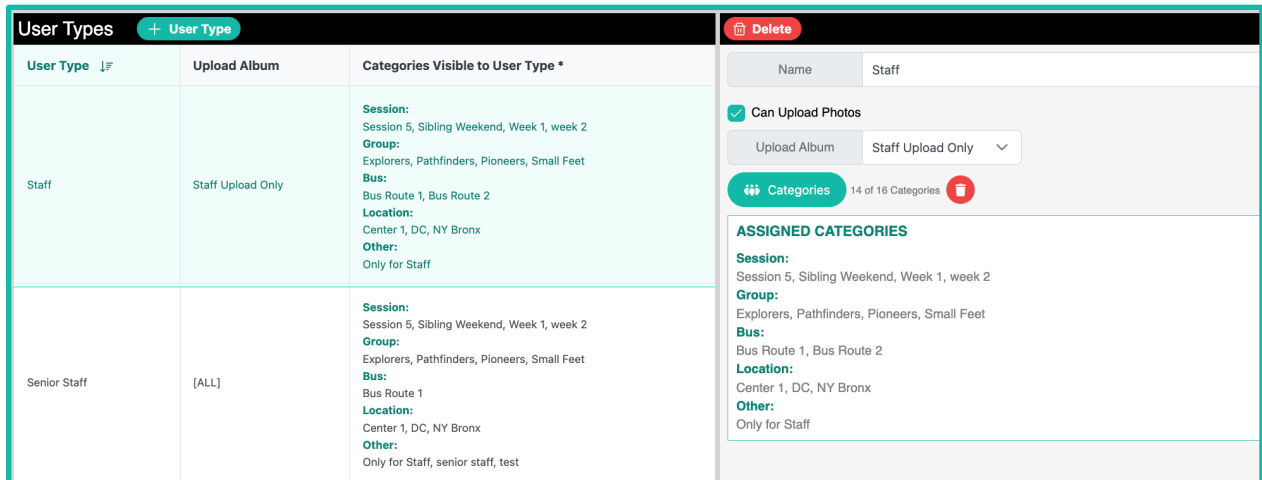 User Types
+ User Type
User Type
Upload Album
Categories Visible to User Type *
Staff
Staff Upload Only
Session:
Session 5, Sibling Weekend, Week 1, week 2
Group:
Explorers, Pathfinders, Pioneers, Small Feet
Bus:
Bus Route 1, Bus Route 2
Location:
Center 1, DC, NY Bronx
Other:
Only for Staff
Senior Staff
[ALL]
Session:
Session 5, Sibling Weekend, Week 1, week 2
Group:
Explorers, Pathfinders, Pioneers, Small Feet
Bus:
Bus Route 1
Location:
Center 1, DC, NY Bronx
Other:
Only for Staff, senior staff, test
Delete
Name
Staff
Can Upload Photos
Upload Album
Staff Upload Only
Categories
14 of 16 Categories
ASSIGNED CATEGORIES
Session:
Session 5, Sibling Weekend, Week 1, week 2
Group:
Explorers, Pathfinders, Pioneers, Small Feet
Bus:
Bus Route 1, Bus Route 2
Location:
Center 1, DC, NY Bronx
Other:
Only for Staff